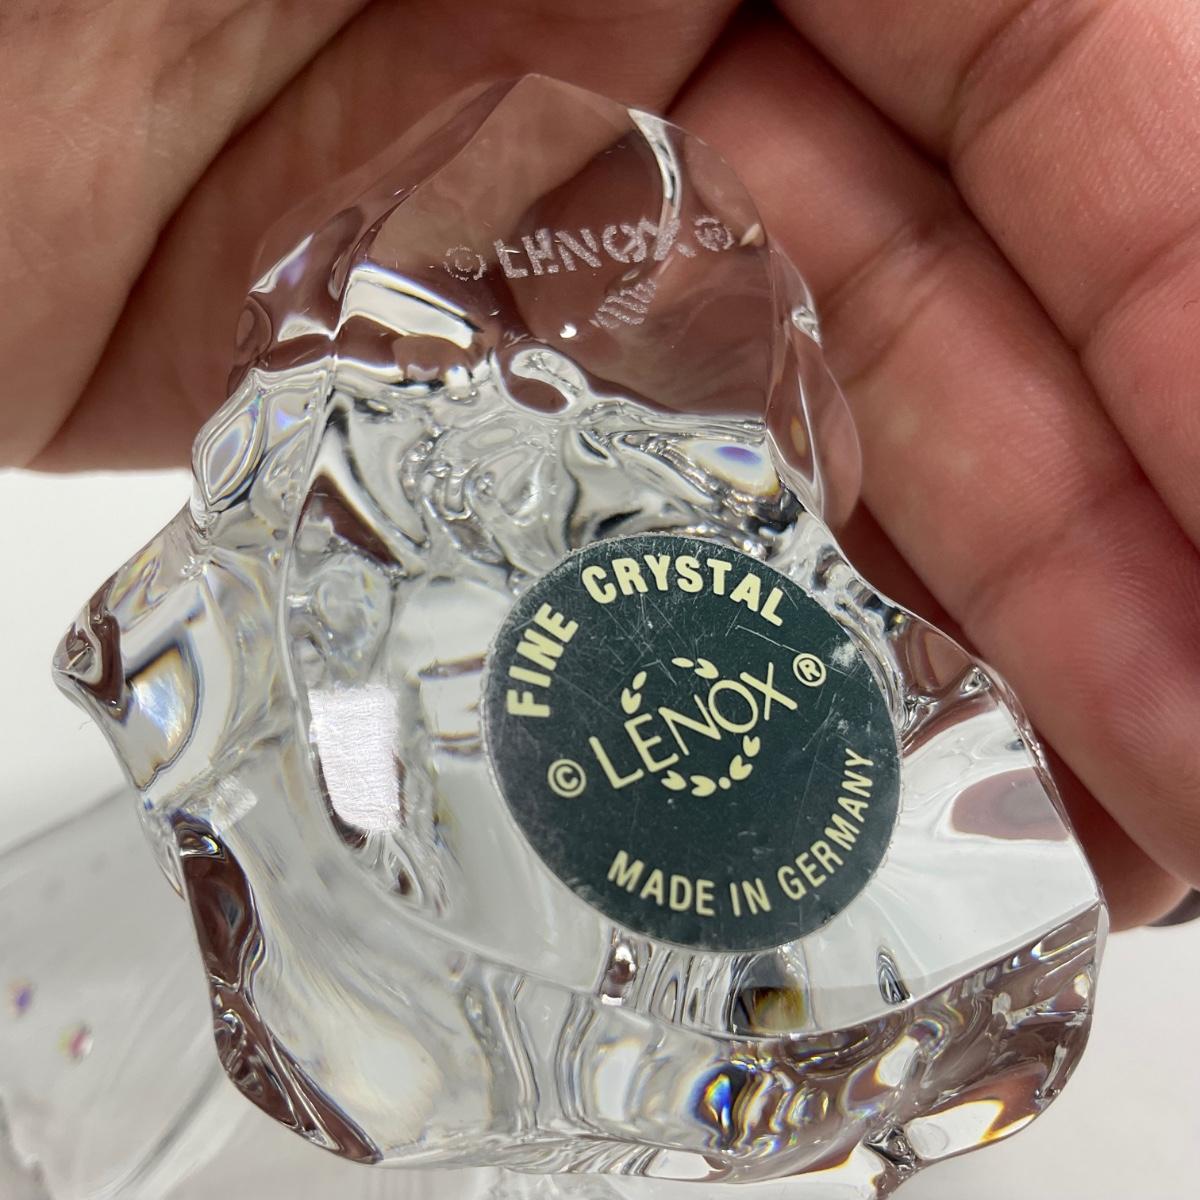 © LENOX ®
FINE CRYSTAL
© LENOX ®
MADE IN GERMANY